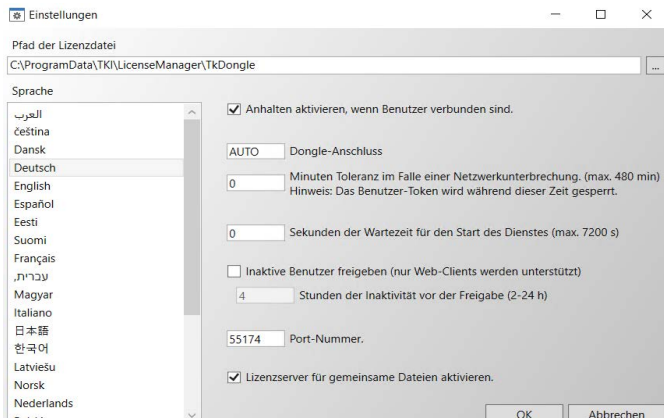 Einstellungen
Pfad der Lizenzdatei
C:\ProgramData\TKI\LicenseManager\TkDongle
...
Sprache
العرب
čeština
Dansk
Deutsch
English
Español
Eesti
Suomi
Français
עברית,
Magyar
Italiano
日本語
한국어
Latviešu
Norsk
Nederlands
Anhalten aktivieren, wenn Benutzer verbunden sind.
AUTO Dongle-Anschluss
0 Minuten Toleranz im Falle einer Netzwerkunterbrechung. (max. 480 min)
Hinweis: Das Benutzer-Token wird während dieser Zeit gesperrt.
0 Sekunden der Wartezeit für den Start des Dienstes (max. 7200 s)
Inaktive Benutzer freigeben (nur Web-Clients werden unterstützt)
4 Stunden der Inaktivität vor der Freigabe (2-24 h)
55174 Port-Nummer.
Lizenzserver für gemeinsame Dateien aktivieren.
OK Abbrechen